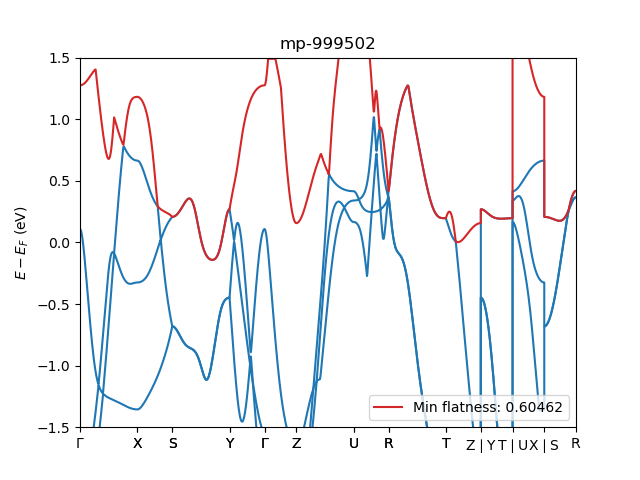 mp-999502
E − E_F (eV)
1.5
1.0
0.5
0.0
−0.5
−1.0
−1.5
Min flatness: 0.60462
Γ X S Y Γ Z U R T Z | Y T | U X | S R